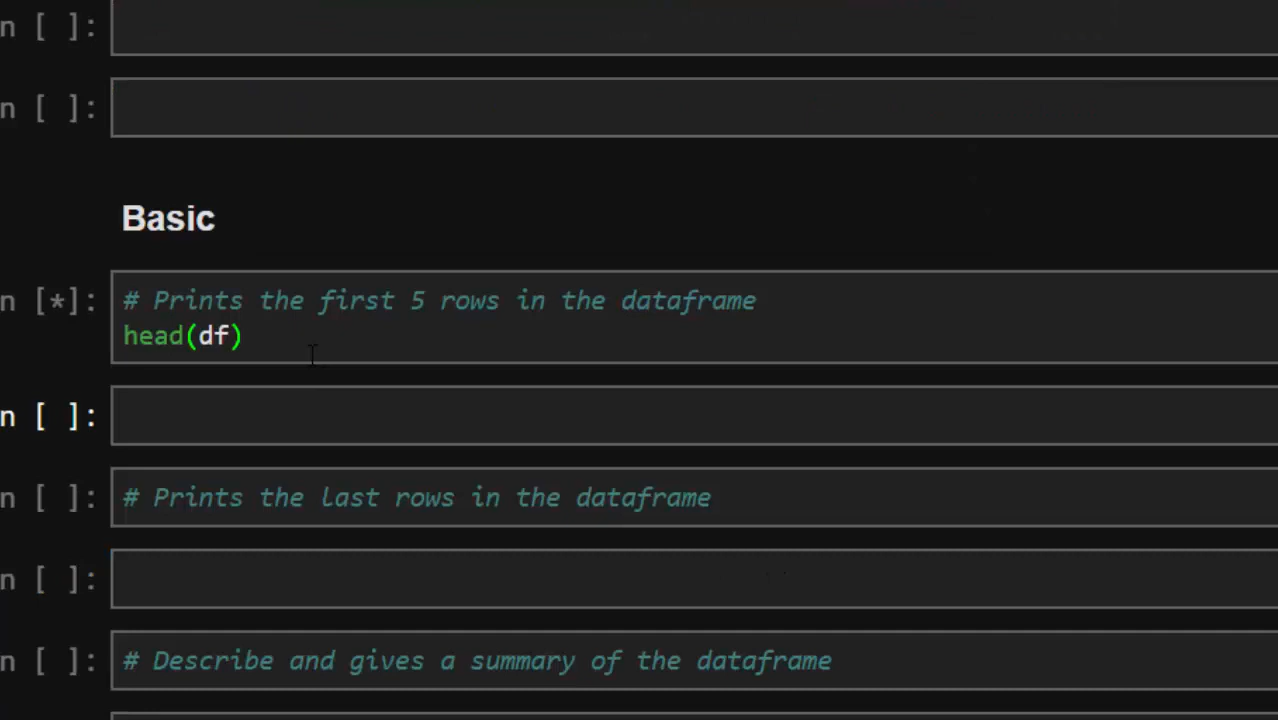 n [ ]:
n [ ]:
Basic
n [*]:
# Prints the first 5 rows in the dataframe
head(df)
n [ ]:
n [ ]:
# Prints the last rows in the dataframe
n [ ]:
n [ ]:
# Describe and gives a summary of the dataframe